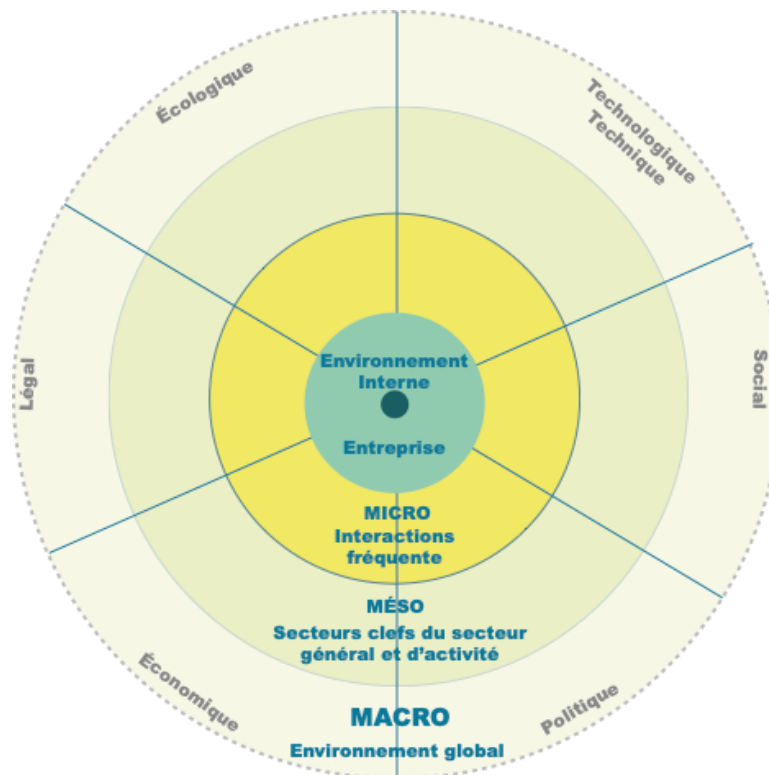 Écologique
Technologique
Technique
Légal
Social
Environnement
Interne
Entreprise
MICRO
Interactions
fréquente
MÉSO
Secteurs clefs du secteur
général et d'activité
Économique
Politique
MACRO
Environnement global